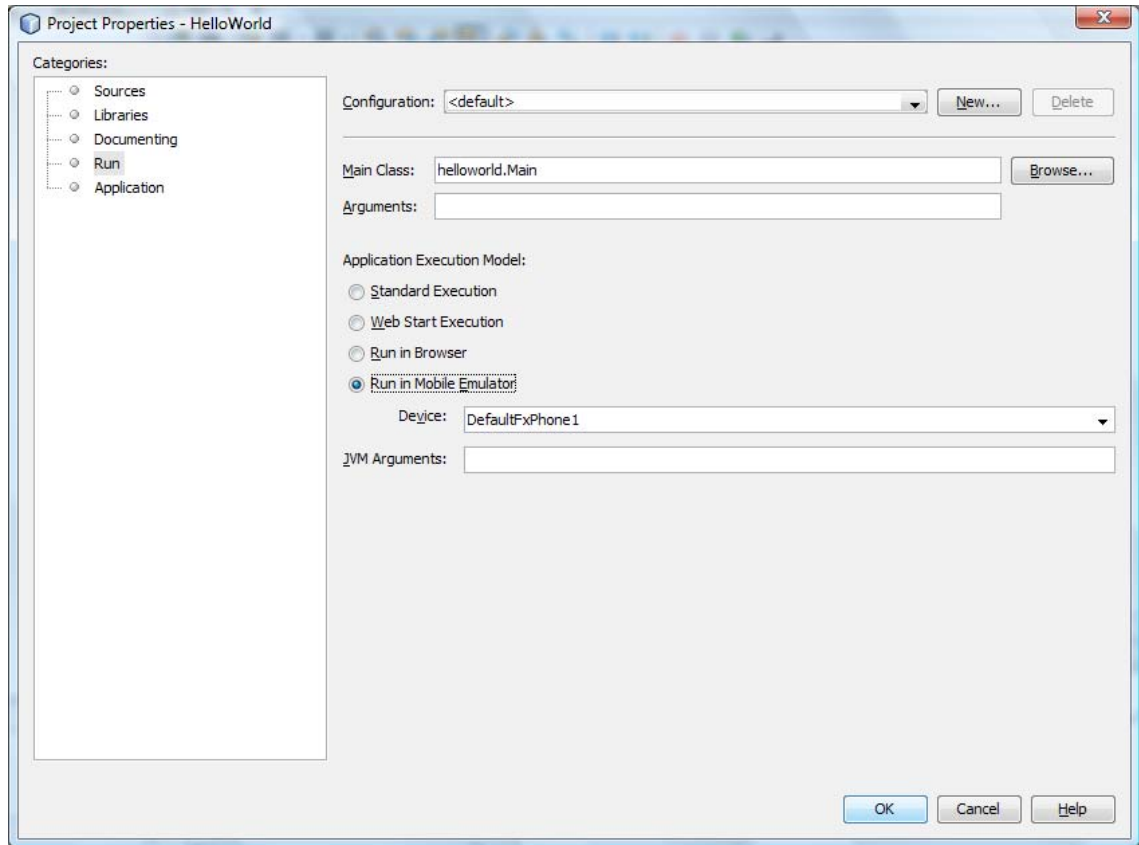 Project Properties - HelloWorld
Categories:
Sources
Libraries
Documenting
Run
Application
Configuration: <default> New... Delete
Main Class: helloworld.Main Browse...
Arguments:
Application Execution Model:
Standard Execution
Web Start Execution
Run in Browser
Run in Mobile Emulator
Device: DefaultFxPhone1
JVM Arguments:
OK Cancel Help